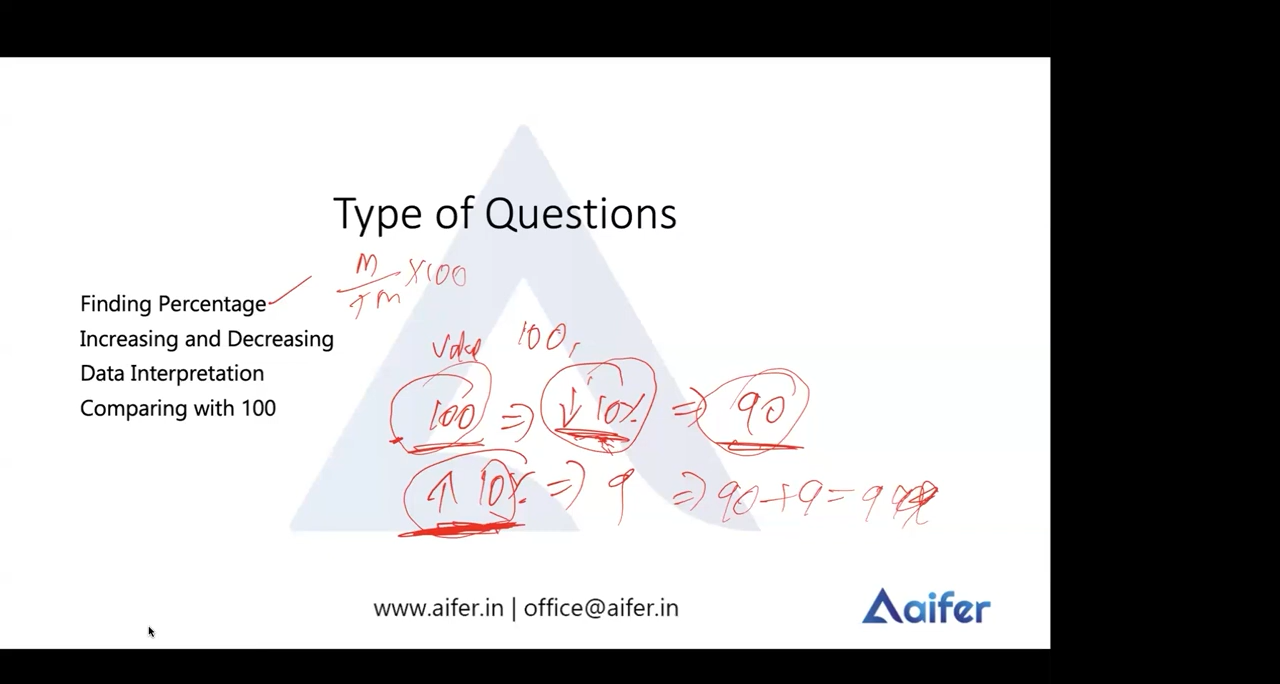 Type of Questions
M/TM X100
Finding Percentage
Increasing and Decreasing
Data Interpretation
Comparing with 100
Value 100,
100 ⇒ ↓ 10% ⇒ 90
↑ 10% ⇒ 9 ⇒ 90+9=
www.aifer.in | office@aifer.in
aifer